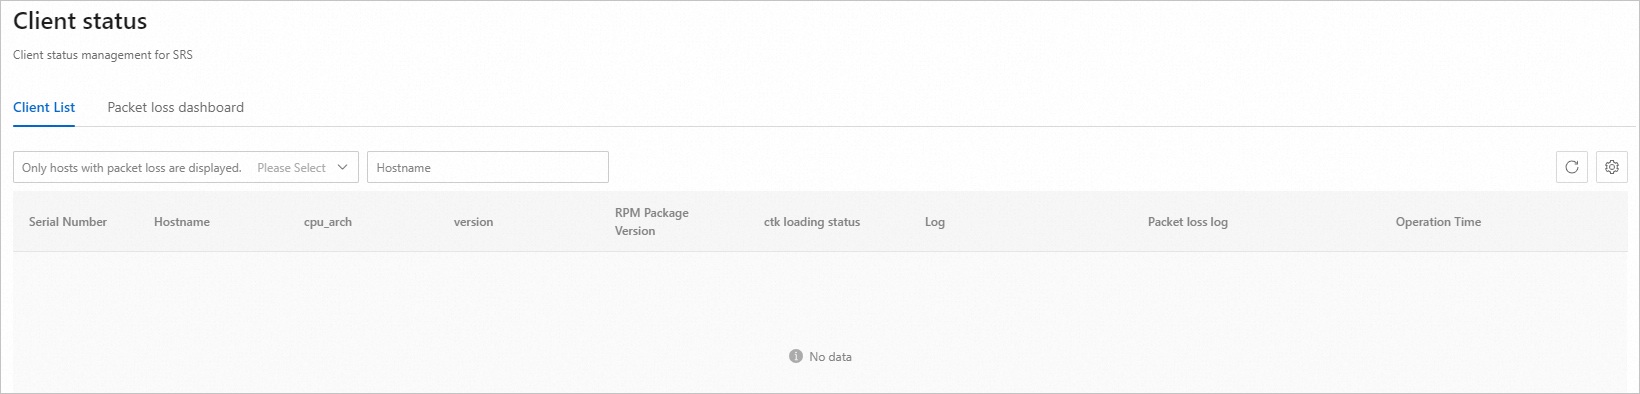 Client status
Client status management for SRS
Client List Packet loss dashboard
Only hosts with packet loss are displayed. Please Select Hostname
Serial Number Hostname cpu_arch version RPM Package Version ctk loading status Log Packet loss log Operation Time
No data